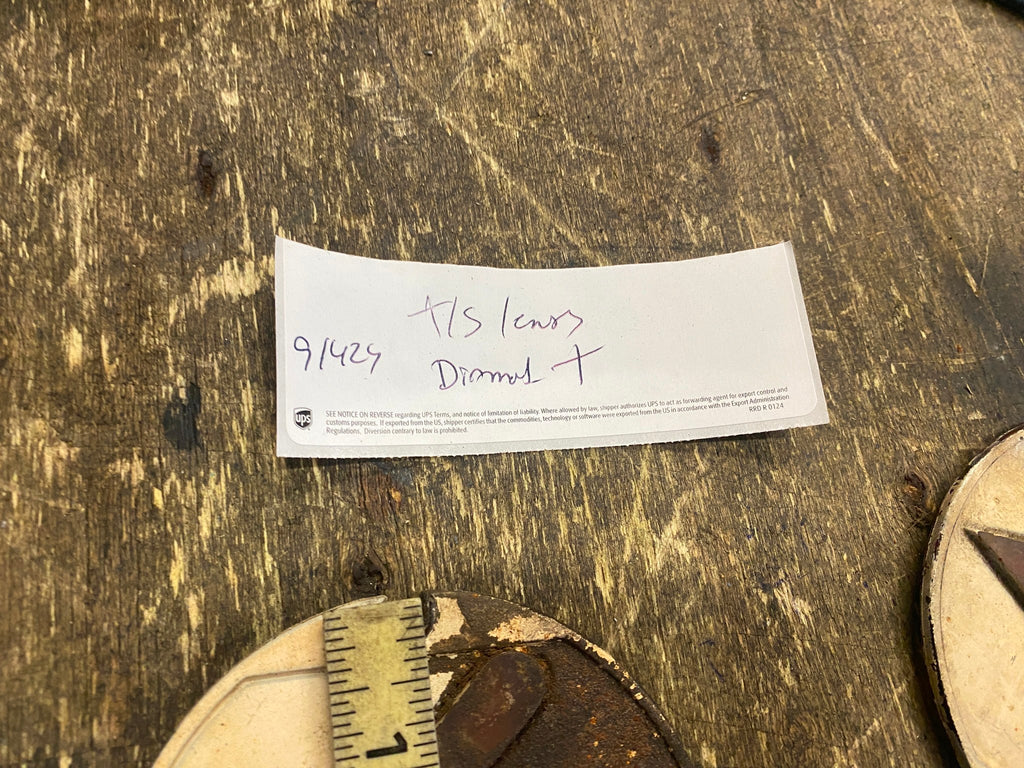 T/S lens
91424
Diamond T
ups
SEE NOTICE ON REVERSE regarding UPS Terms, and notice of limitation of liability. Where allowed by law, shipper authorizes UPS to act as forwarding agent for export control and
customs purposes. If exported from the US, shipper certifies that the commodities, technology or software were exported from the US in accordance with the Export Administration
Regulations. Diversion contrary to law is prohibited.
RRD R 0124
1